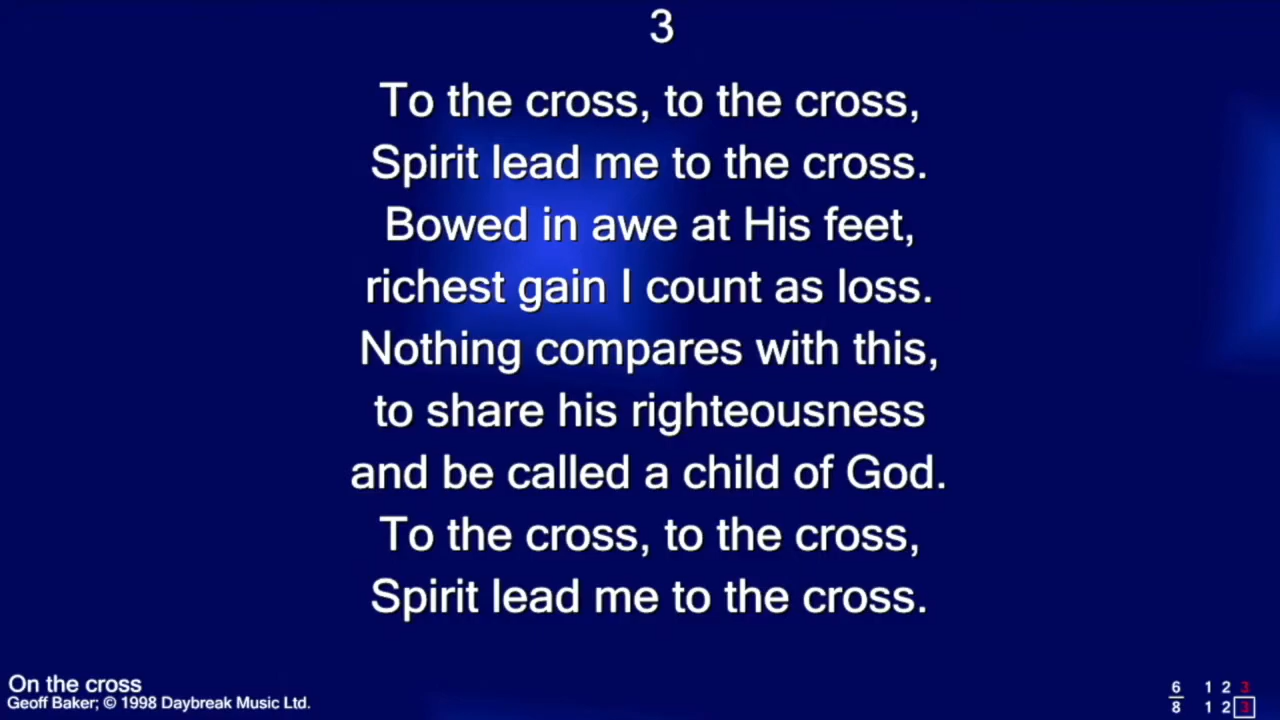 3
To the cross, to the cross,
Spirit lead me to the cross.
Bowed in awe at His feet,
richest gain I count as loss.
Nothing compares with this,
to share his righteousness
and be called a child of God.
To the cross, to the cross,
Spirit lead me to the cross.
On the cross
Geoff Baker; © 1998 Daybreak Music Ltd.
6 1 2 3
8 1 2 3